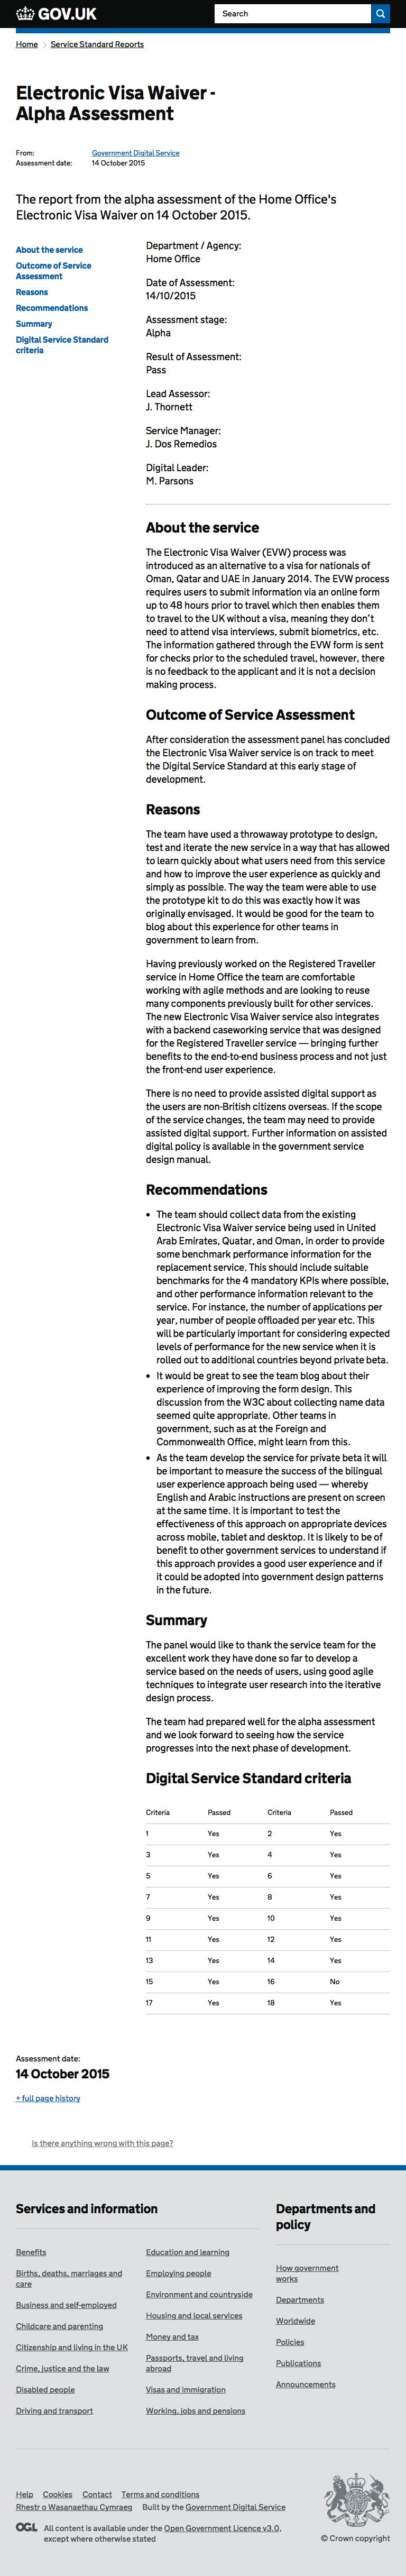 GOV.UK
Search
Home
Service Standard Reports
Electronic Visa Waiver -
Alpha Assessment
From:
Government Digital Service
Assessment date:
14 October 2015
The report from the alpha assessment of the Home Office's
Electronic Visa Waiver on 14 October 2015.
About the service
Outcome of Service
Assessment
Reasons
Recommendations
Summary
Digital Service Standard
criteria
Department / Agency:
Home Office
Date of Assessment:
14/10/2015
Assessment stage:
Alpha
Result of Assessment:
Pass
Lead Assessor:
J. Thornett
Service Manager:
J. Dos Remedios
Digital Leader:
M. Parsons
About the service
The Electronic Visa Waiver (EVW) process was
introduced as an alternative to a visa for nationals of
Oman, Qatar and UAE in January 2014. The EVW process
requires users to submit information via an online form
up to 48 hours prior to travel which then enables them
to travel to the UK without a visa, meaning they don't
need to attend visa interviews, submit biometrics, etc.
The information gathered through the EVW form is sent
for checks prior to the scheduled travel, however, there
is no feedback to the applicant and it is not a decision
making process.
Outcome of Service Assessment
After consideration the assessment panel has concluded
the Electronic Visa Waiver service is on track to meet
the Digital Service Standard at this early stage of
development.
Reasons
The team have used a throwaway prototype to design,
test and iterate the new service in a way that has allowed
to learn quickly about what users need from this service
and how to improve the user experience as quickly and
simply as possible. The way the team were able to use
the prototype kit to do this was exactly how it was
originally envisaged. It would be good for the team to
blog about this experience for other teams in
government to learn from.
Having previously worked on the Registered Traveller
service in Home Office the team are comfortable
working with agile methods and are looking to reuse
many components previously built for other services.
The new Electronic Visa Waiver service also integrates
with a backend caseworking service that was designed
for the Registered Traveller service — bringing further
benefits to the end-to-end business process and not just
the front-end user experience.
There is no need to provide assisted digital support as
the users are non-British citizens overseas. If the scope
of the service changes, the team may need to provide
assisted digital support. Further information on assisted
digital policy is available in the government service
design manual.
Recommendations
• The team should collect data from the existing
Electronic Visa Waiver service being used in United
Arab Emirates, Quatar, and Oman, in order to provide
some benchmark performance information for the
replacement service. This should include suitable
benchmarks for the 4 mandatory KPIs where possible,
and other performance information relevant to the
service. For instance, the number of applications per
year, number of people offloaded per year etc. This
will be particularly important for considering expected
levels of performance for the new service when it is
rolled out to additional countries beyond private beta.
• It would be great to see the team blog about their
experience of improving the form design. This
discussion from the W3C about collecting name data
seemed quite appropriate. Other teams in
government, such as at the Foreign and
Commonwealth Office, might learn from this.
• As the team develop the service for private beta it will
be important to measure the success of the bilingual
user experience approach being used — whereby
English and Arabic instructions are present on screen
at the same time. It is important to test the
effectiveness of this approach on appropriate devices
across mobile, tablet and desktop. It is likely to be of
benefit to other government services to understand if
this approach provides a good user experience and if
it could be adopted into government design patterns
in the future.
Summary
The panel would like to thank the service team for the
excellent work they have done so far to develop a
service based on the needs of users, using good agile
techniques to integrate user research into the iterative
design process.
The team had prepared well for the alpha assessment
and we look forward to seeing how the service
progresses into the next phase of development.
Digital Service Standard criteria
Criteria Passed Criteria Passed
1 Yes 2 Yes
3 Yes 4 Yes
5 Yes 6 Yes
7 Yes 8 Yes
9 Yes 10 Yes
11 Yes 12 Yes
13 Yes 14 Yes
15 Yes 16 No
17 Yes 18 Yes
Assessment date:
14 October 2015
+ full page history
Is there anything wrong with this page?
Services and information
Benefits
Births, deaths, marriages and
care
Business and self-employed
Childcare and parenting
Citizenship and living in the UK
Crime, justice and the law
Disabled people
Driving and transport
Education and learning
Employing people
Environment and countryside
Housing and local services
Money and tax
Passports, travel and living
abroad
Visas and immigration
Working, jobs and pensions
Departments and
policy
How government
works
Departments
Worldwide
Policies
Publications
Announcements
Help Cookies Contact Terms and conditions
Rhestr o Wasanaethau Cymraeg Built by the Government Digital Service
OGL All content is available under the Open Government Licence v3.0,
except where otherwise stated
© Crown copyright